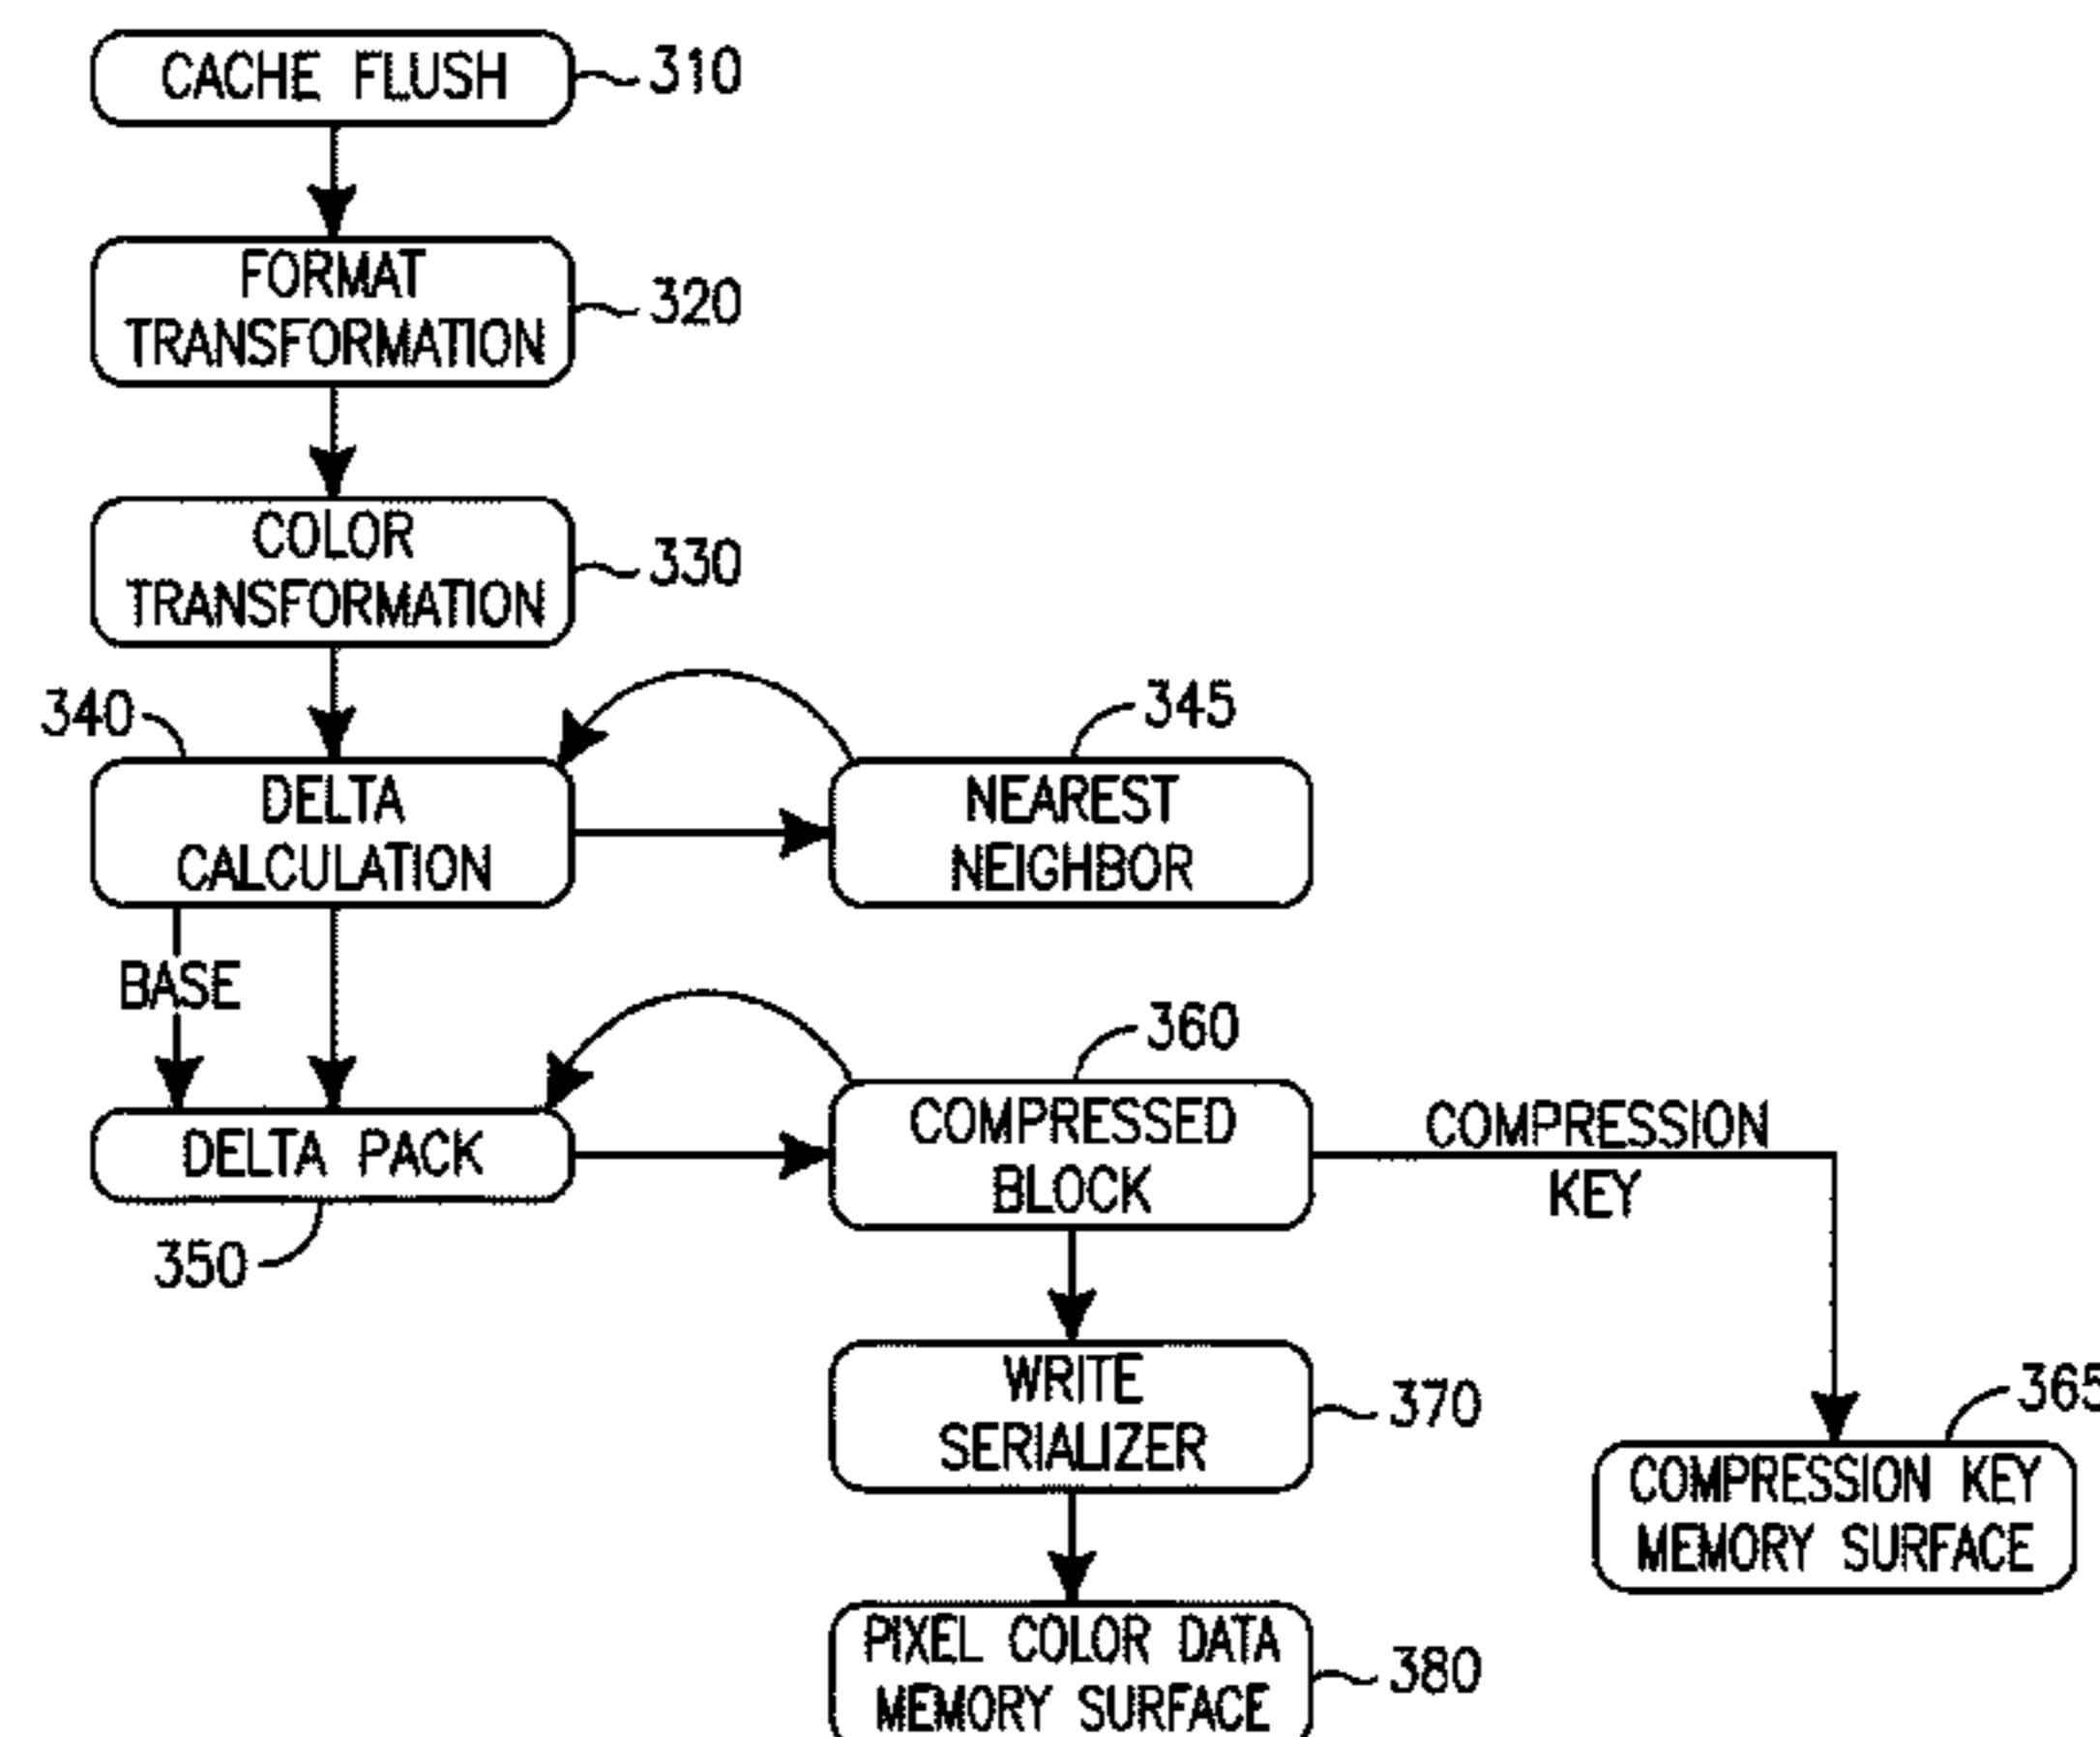 CACHE FLUSH
310
FORMAT
TRANSFORMATION
320
COLOR
TRANSFORMATION
330
340
DELTA
CALCULATION
345
NEAREST
NEIGHBOR
BASE
DELTA PACK
350
360
COMPRESSED
BLOCK
COMPRESSION
KEY
WRITE
SERIALIZER
370
365
COMPRESSION KEY
MEMORY SURFACE
PIXEL COLOR DATA
MEMORY SURFACE
380